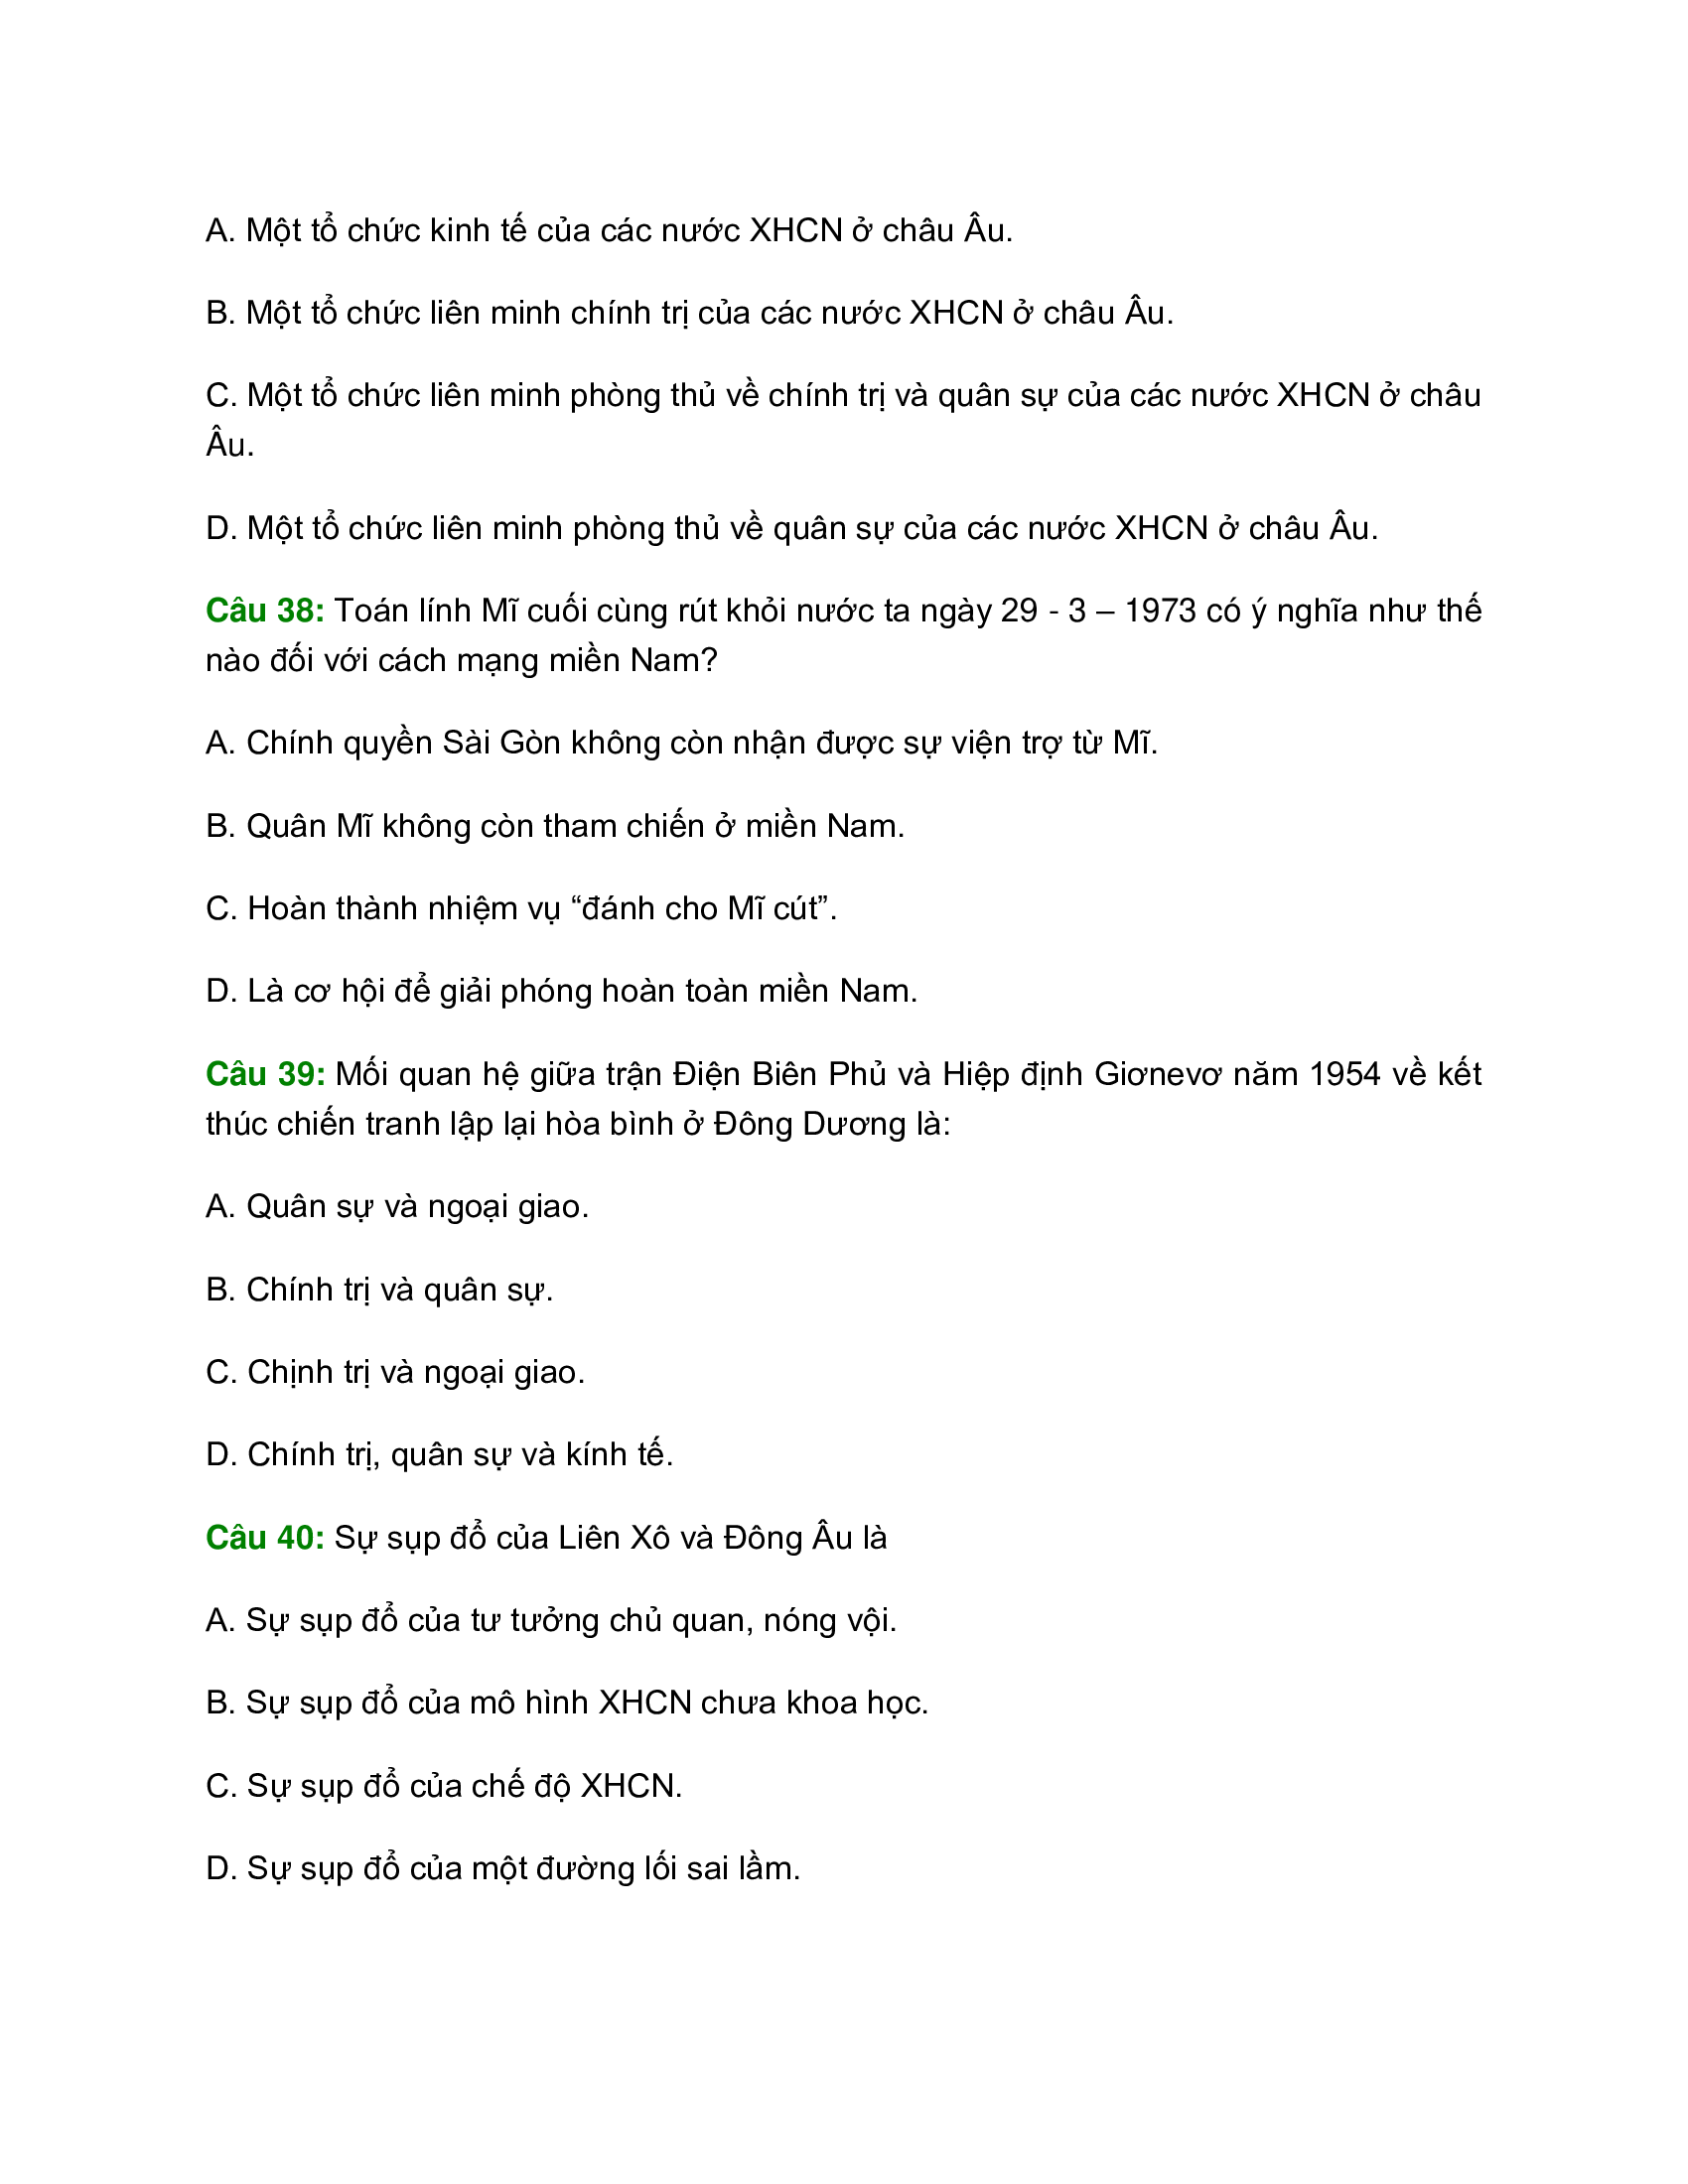 A. Một tổ chức kinh tế của các nước XHCN ở châu Âu.
B. Một tổ chức liên minh chính trị của các nước XHCN ở châu Âu.
C. Một tổ chức liên minh phòng thủ về chính trị và quân sự của các nước XHCN ở châu
Âu.
D. Một tổ chức liên minh phòng thủ về quân sự của các nước XHCN ở châu Âu.
Câu 38: Toán lính Mĩ cuối cùng rút khỏi nước ta ngày 29 - 3 – 1973 có ý nghĩa như thế
nào đối với cách mạng miền Nam?
A. Chính quyền Sài Gòn không còn nhận được sự viện trợ từ Mĩ.
B. Quân Mĩ không còn tham chiến ở miền Nam.
C. Hoàn thành nhiệm vụ “đánh cho Mĩ cút”.
D. Là cơ hội để giải phóng hoàn toàn miền Nam.
Câu 39: Mối quan hệ giữa trận Điện Biên Phủ và Hiệp định Giơnevơ năm 1954 về kết
thúc chiến tranh lập lại hòa bình ở Đông Dương là:
A. Quân sự và ngoại giao.
B. Chính trị và quân sự.
C. Chịnh trị và ngoại giao.
D. Chính trị, quân sự và kính tế.
Câu 40: Sự sụp đổ của Liên Xô và Đông Âu là
A. Sự sụp đổ của tư tưởng chủ quan, nóng vội.
B. Sự sụp đổ của mô hình XHCN chưa khoa học.
C. Sự sụp đổ của chế độ XHCN.
D. Sự sụp đổ của một đường lối sai lầm.